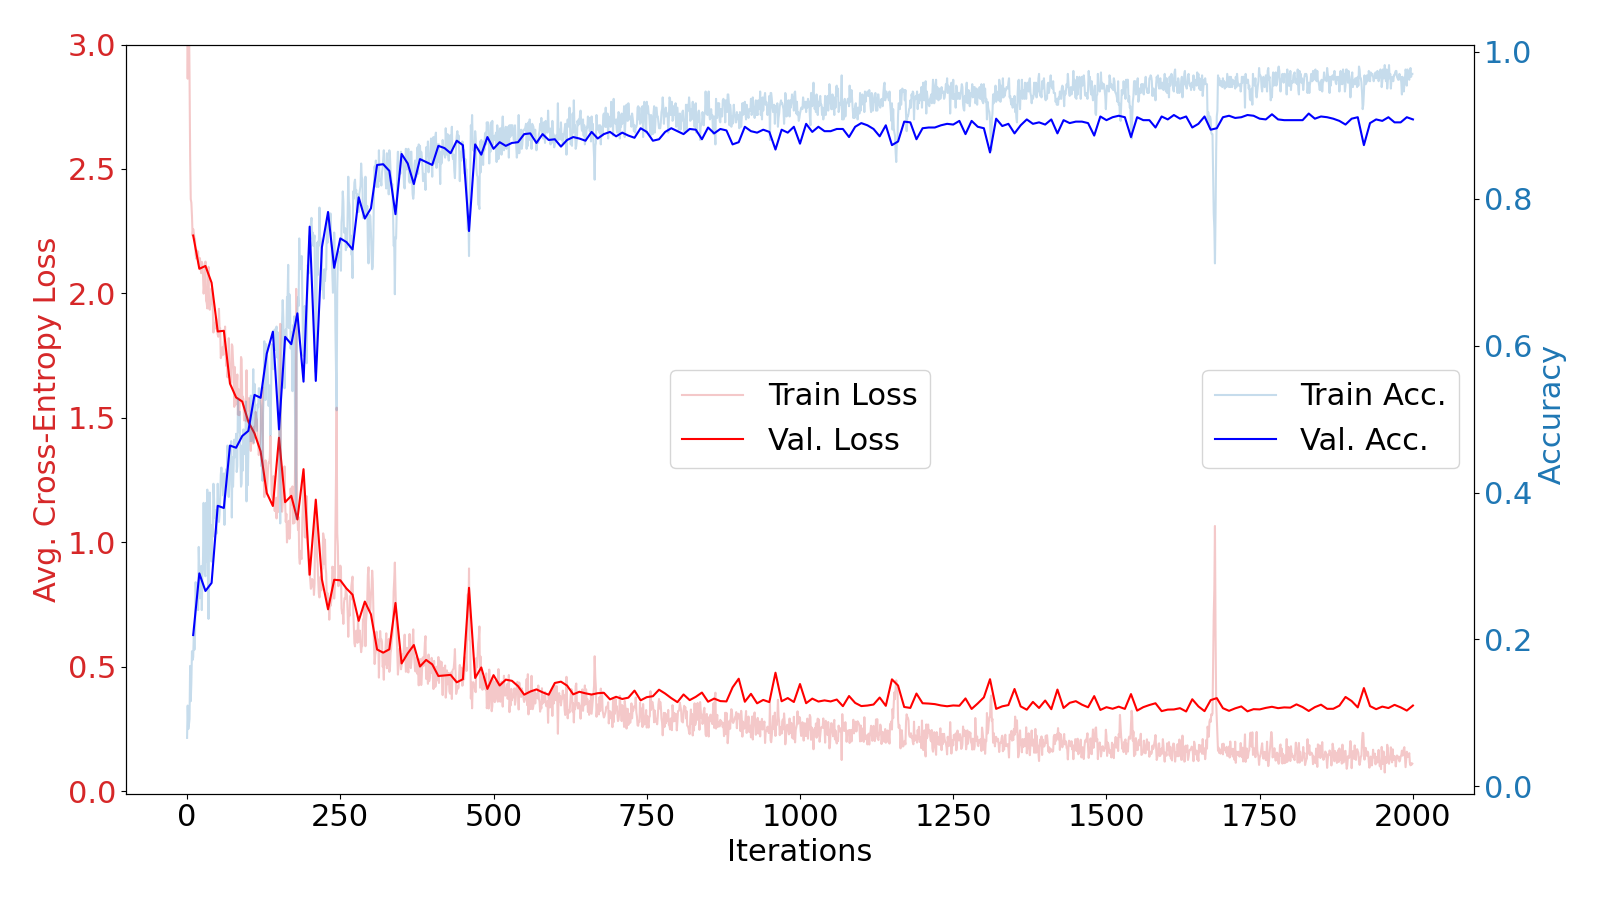 3.0
2.5
2.0
1.5
1.0
0.5
0.0
Avg. Cross-Entropy Loss
1.0
0.8
0.6
0.4
0.2
0.0
Accuracy
Train Loss
Val. Loss
Train Acc.
Val. Acc.
0 250 500 750 1000 1250 1500 1750 2000
Iterations